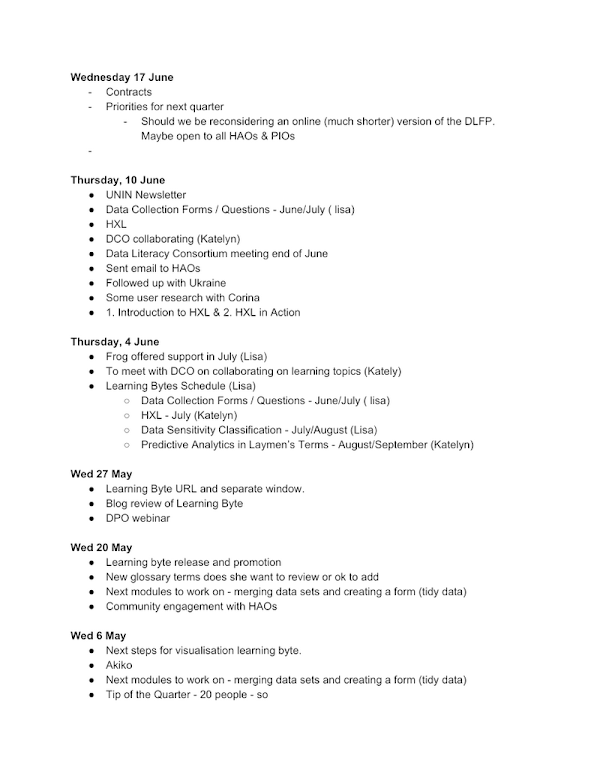 Wednesday 17 June
- Contracts
- Priorities for next quarter
- Should we be reconsidering an online (much shorter) version of the DLFP.
Maybe open to all HAOs & PIOs
-
Thursday, 10 June
● UNIN Newsletter
● Data Collection Forms / Questions - June/July ( lisa)
● HXL
● DCO collaborating (Katelyn)
● Data Literacy Consortium meeting end of June
● Sent email to HAOs
● Followed up with Ukraine
● Some user research with Corina
● 1. Introduction to HXL & 2. HXL in Action
Thursday, 4 June
● Frog offered support in July (Lisa)
● To meet with DCO on collaborating on learning topics (Kately)
● Learning Bytes Schedule (Lisa)
○ Data Collection Forms / Questions - June/July ( lisa)
○ HXL - July (Katelyn)
○ Data Sensitivity Classification - July/August (Lisa)
○ Predictive Analytics in Laymen's Terms - August/September (Katelyn)
Wed 27 May
● Learning Byte URL and separate window.
● Blog review of Learning Byte
● DPO webinar
Wed 20 May
● Learning byte release and promotion
● New glossary terms does she want to review or ok to add
● Next modules to work on - merging data sets and creating a form (tidy data)
● Community engagement with HAOs
Wed 6 May
● Next steps for visualisation learning byte.
● Akiko
● Next modules to work on - merging data sets and creating a form (tidy data)
● Tip of the Quarter - 20 people - so